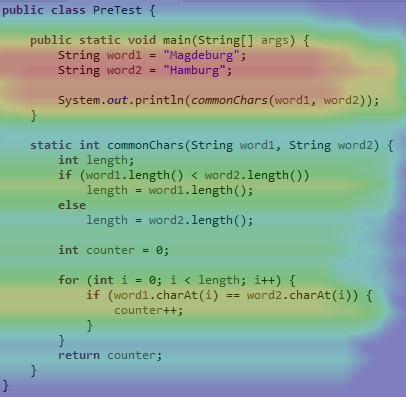 public class PreTest {
public static void main(String[] args) {
String word1 = "Magdeburg";
String word2 = "Hamburg";
System.out.println(commonChars(word1, word2));
}
static int commonChars(String word1, String word2) {
int length;
if (word1.length() < word2.length())
length = word1.length();
else
length = word2.length();
int counter = 0;
for (int i = 0; i < length; i++) {
if (word1.charAt(i) == word2.charAt(i)) {
counter++;
}
}
return counter;
}
}